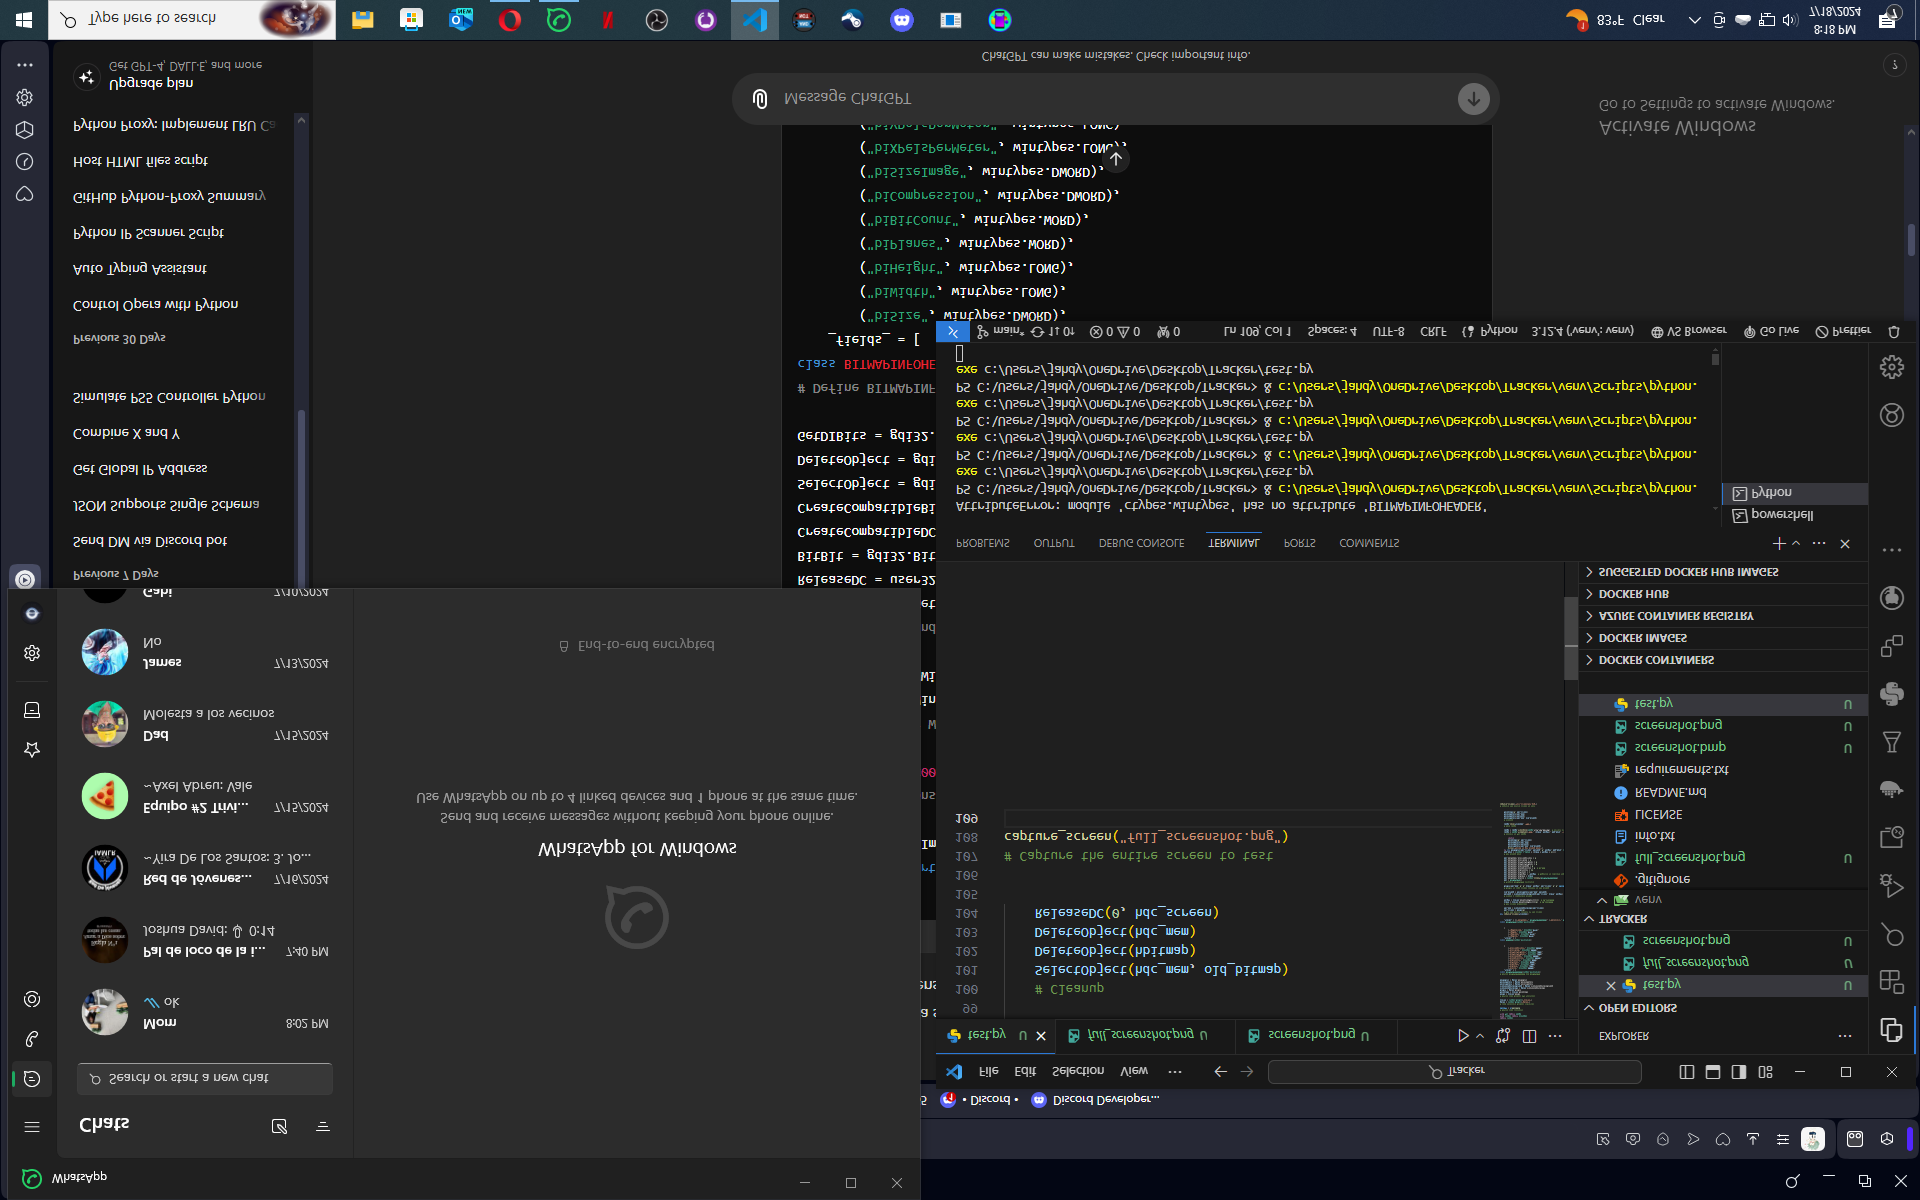 WhatsApp
Chats
Search or start a new chat
Mom
8:02 PM
ok
Pal de loco de la i...
7:40 PM
Joshua David: 0:14
Red de Jóvenes...
7/16/2024
~Yira De Los Santos: 3. Jo...
Equipo #2 Trivi...
7/15/2024
~Axel Abreu: Vale
Dad
7/15/2024
Molesta a los vecinos
James
7/13/2024
No
Gabi
7/10/2024
WhatsApp for Windows
Send and receive messages without keeping your phone online.
Use WhatsApp on up to 4 linked devices and 1 phone at the same time.
End-to-end encrypted
• Discord •
Discord Developer...
File Edit Selection View ...
Tracker
test.py U
full_screenshot.png U
screenshot.png U
99
100 # Cleanup
101 SelectObject(hdc_mem, old_bitmap)
102 DeleteObject(hbitmap)
103 DeleteObject(hdc_mem)
104 ReleaseDC(0, hdc_screen)
105
106
107 # Capture the entire screen to test
108 capture_screen("full_screenshot.png")
109
EXPLORER
OPEN EDITORS
test.py U
full_screenshot.png U
screenshot.png U
TRACKER
venv
.gitignore
full_screenshot.png U
info.txt
LICENSE
README.md
requirements.txt
screenshot.bmp U
screenshot.png U
test.py U
DOCKER CONTAINERS
DOCKER IMAGES
AZURE CONTAINER REGISTRY
DOCKER HUB
SUGGESTED DOCKER HUB IMAGES
PROBLEMS OUTPUT DEBUG CONSOLE TERMINAL PORTS COMMENTS
powershell
Python
AttributeError: module 'ctypes.wintypes' has no attribute 'BITMAPINFOHEADER'
PS C:\Users\jahdy\OneDrive\Desktop\Tracker> & c:/Users/jahdy/OneDrive/Desktop/Tracker/venv/Scripts/python.
exe c:/Users/jahdy/OneDrive/Desktop/Tracker/test.py
PS C:\Users\jahdy\OneDrive\Desktop\Tracker> & c:/Users/jahdy/OneDrive/Desktop/Tracker/venv/Scripts/python.
exe c:/Users/jahdy/OneDrive/Desktop/Tracker/test.py
PS C:\Users\jahdy\OneDrive\Desktop\Tracker> & c:/Users/jahdy/OneDrive/Desktop/Tracker/venv/Scripts/python.
exe c:/Users/jahdy/OneDrive/Desktop/Tracker/test.py
PS C:\Users\jahdy\OneDrive\Desktop\Tracker> & c:/Users/jahdy/OneDrive/Desktop/Tracker/venv/Scripts/python.
exe c:/Users/jahdy/OneDrive/Desktop/Tracker/test.py
main* 1↓ 0↑ 0 0 0
Ln 109, Col 1 Spaces: 4 UTF-8 CRLF Python 3.12.4 ('venv': venv) VS Browser Go Live Prettier
Previous 7 Days
Send DM via Discord bot
JSON Supports Single Schema
Get Global IP Address
Combine X and Y
Simulate PS5 Controller Python
Previous 30 Days
Control Opera with Python
Auto Typing Assistant
Python IP Scanner Script
GitHub Python-Proxy Summary
Host HTML files script
Python Proxy: Implement LRU Ca
Upgrade plan
Get GPT-4, DALL·E, and more
ReleaseDC = user32
BitBlt = gdi32.Bit
CreateCompatibleDC
CreateCompatibleBi
SelectObject = gdi
DeleteObject = gdi
GetDIBits = gdi32.
# Define BITMAPINF
class BITMAPINFOHE
_fields_ = [
("biSize", wintypes.DWORD),
("biWidth", wintypes.LONG),
("biHeight", wintypes.LONG),
("biPlanes", wintypes.WORD),
("biBitCount", wintypes.WORD),
("biCompression", wintypes.DWORD),
("biSizeImage", wintypes.DWORD),
("biXPelsPerMeter", wintypes.LONG),
("biYPelsPerMeter", wintypes.LONG)
Message ChatGPT
ChatGPT can make mistakes. Check important info.
?
Activate Windows
Go to Settings to activate Windows.
Type here to search
83°F Clear
8:18 PM
7/18/2024
7